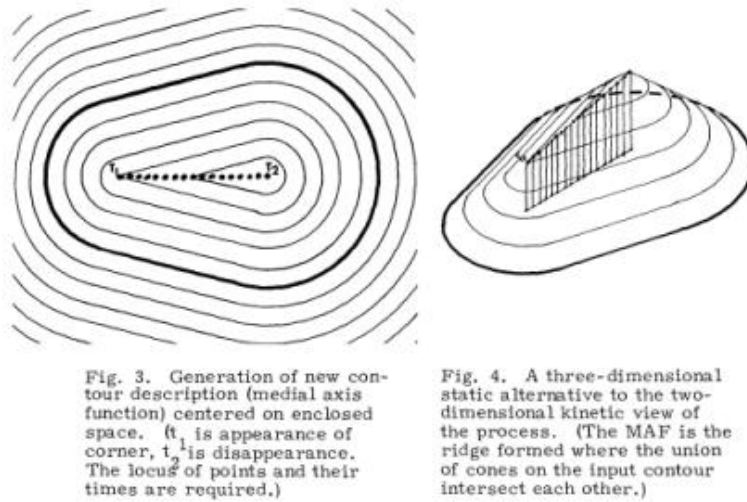 T1
T2
Fig. 3. Generation of new con-
tour description (medial axis
function) centered on enclosed
space. (t1 is appearance of
corner, t2 is disappearance.
The locus of points and their
times are required.)
Fig. 4. A three-dimensional
static alternative to the two-
dimensional kinetic view of
the process. (The MAF is the
ridge formed where the union
of cones on the input contour
intersect each other.)